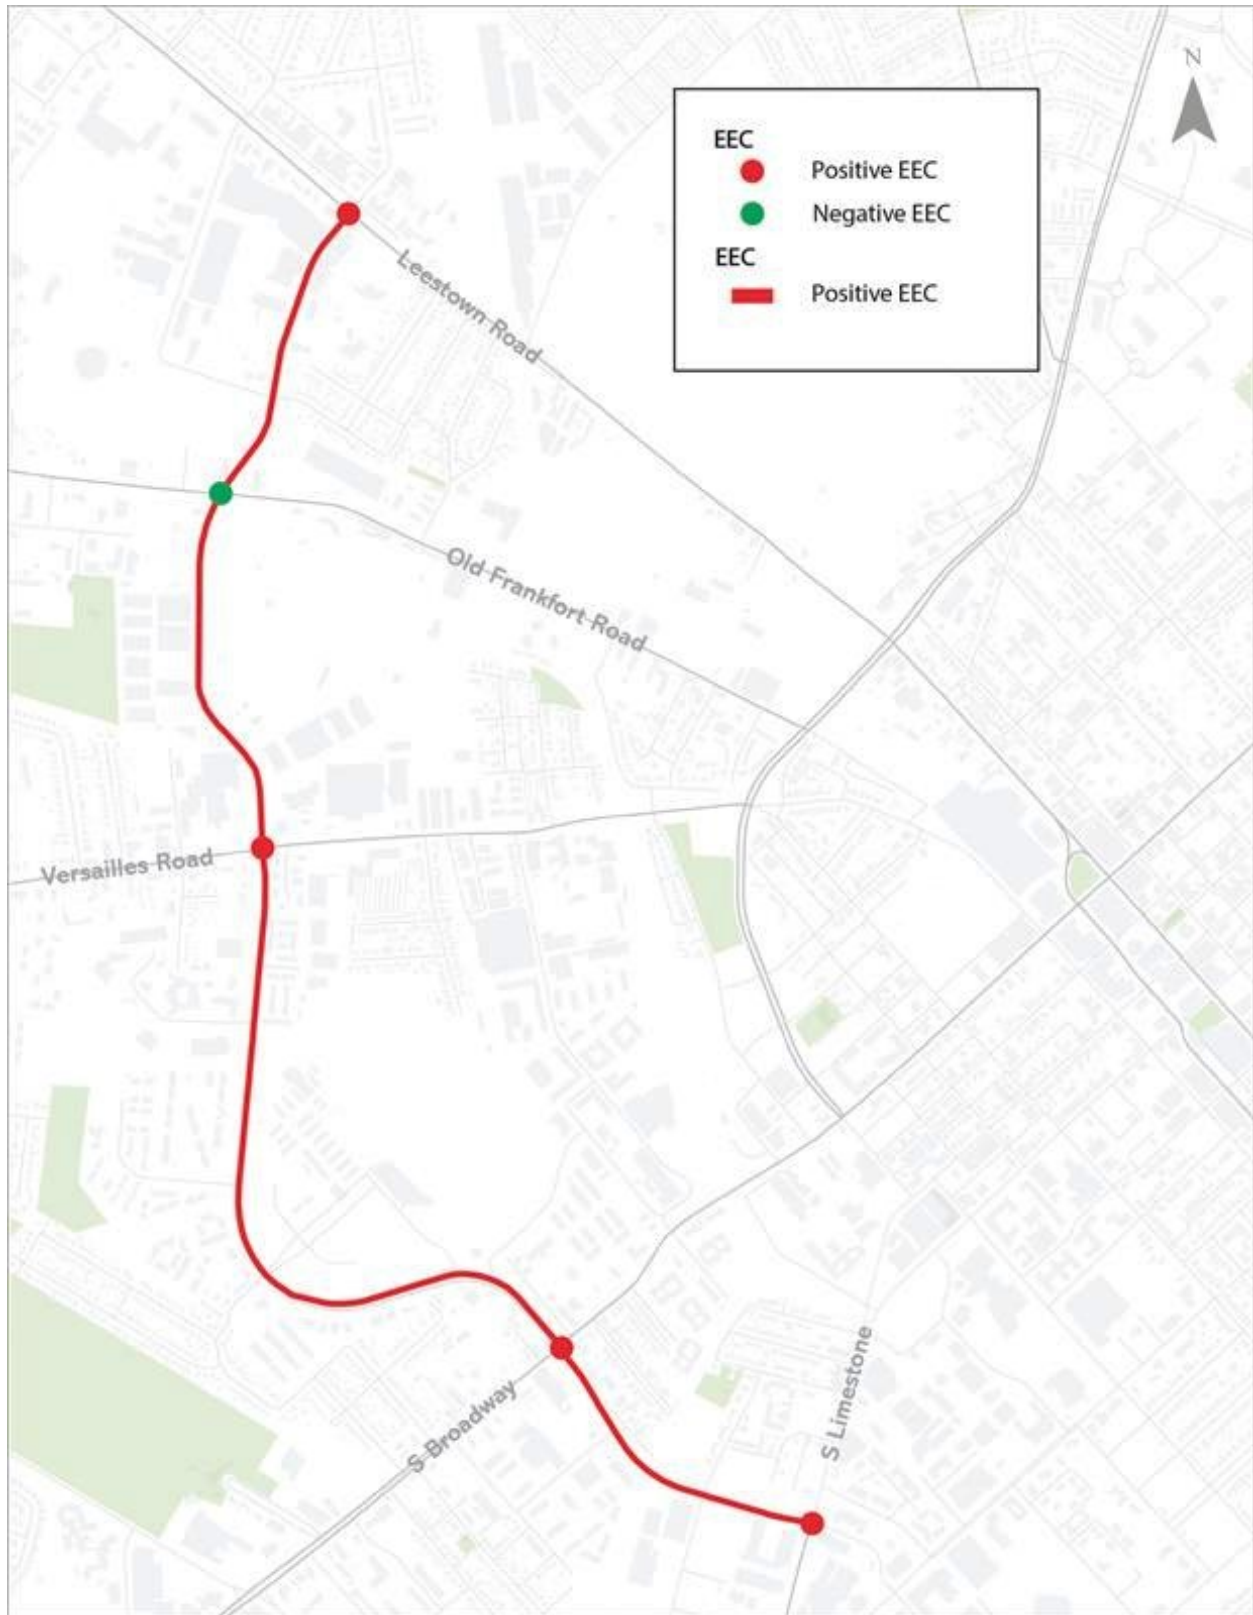 N
EEC
Positive EEC
Negative EEC
EEC
Positive EEC
Leestown Road
Old Frankfort Road
Versailles Road
S Broadway
S Limestone